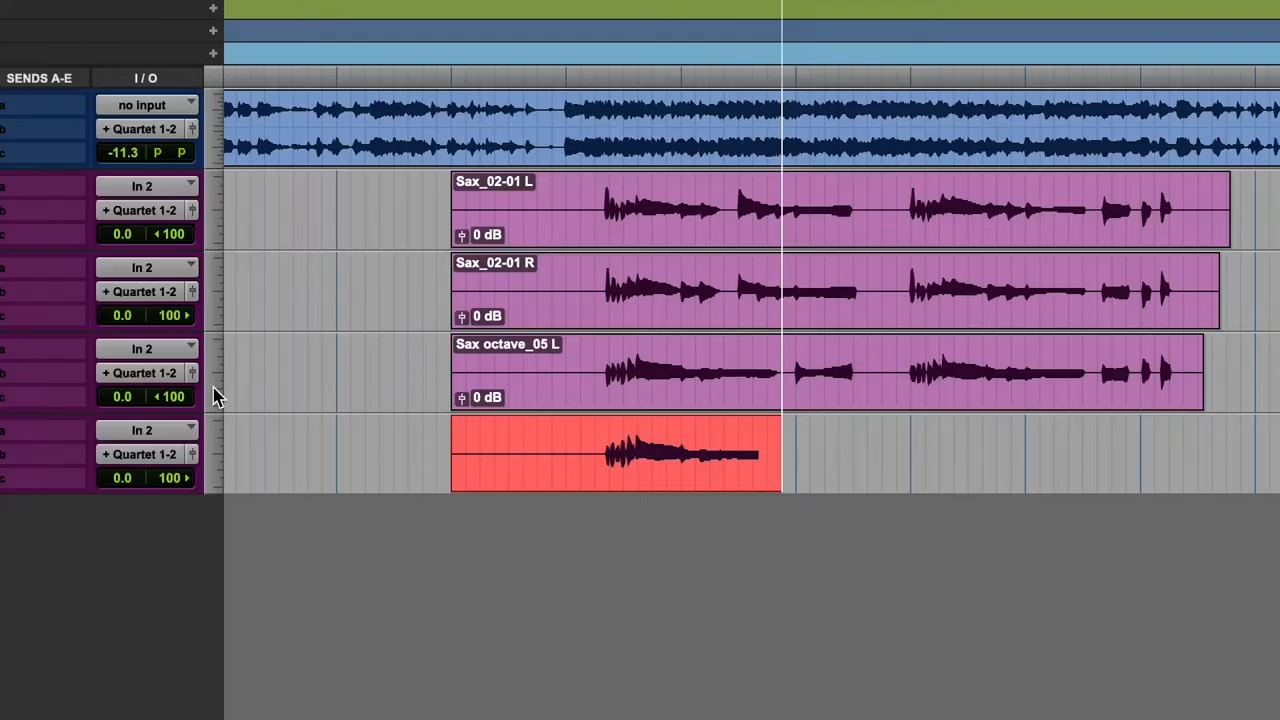 SENDS A-E
I / O
a
no input
b
+ Quartet 1-2
c
-11.3 P P
a
In 2
Sax_02-01 L
b
+ Quartet 1-2
c
0.0 100
0 dB
a
In 2
Sax_02-01 R
b
+ Quartet 1-2
c
0.0 100
0 dB
a
In 2
Sax octave_05 L
b
+ Quartet 1-2
c
0.0 100
0 dB
a
In 2
b
+ Quartet 1-2
c
0.0 100